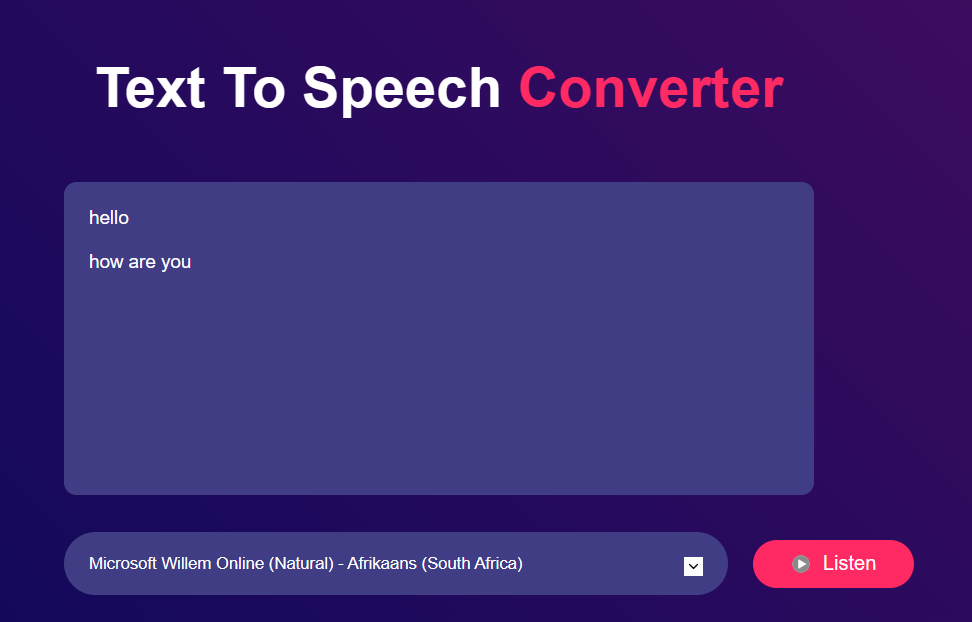 Text To Speech Converter
hello
how are you
Microsoft Willem Online (Natural) - Afrikaans (South Africa)
Listen